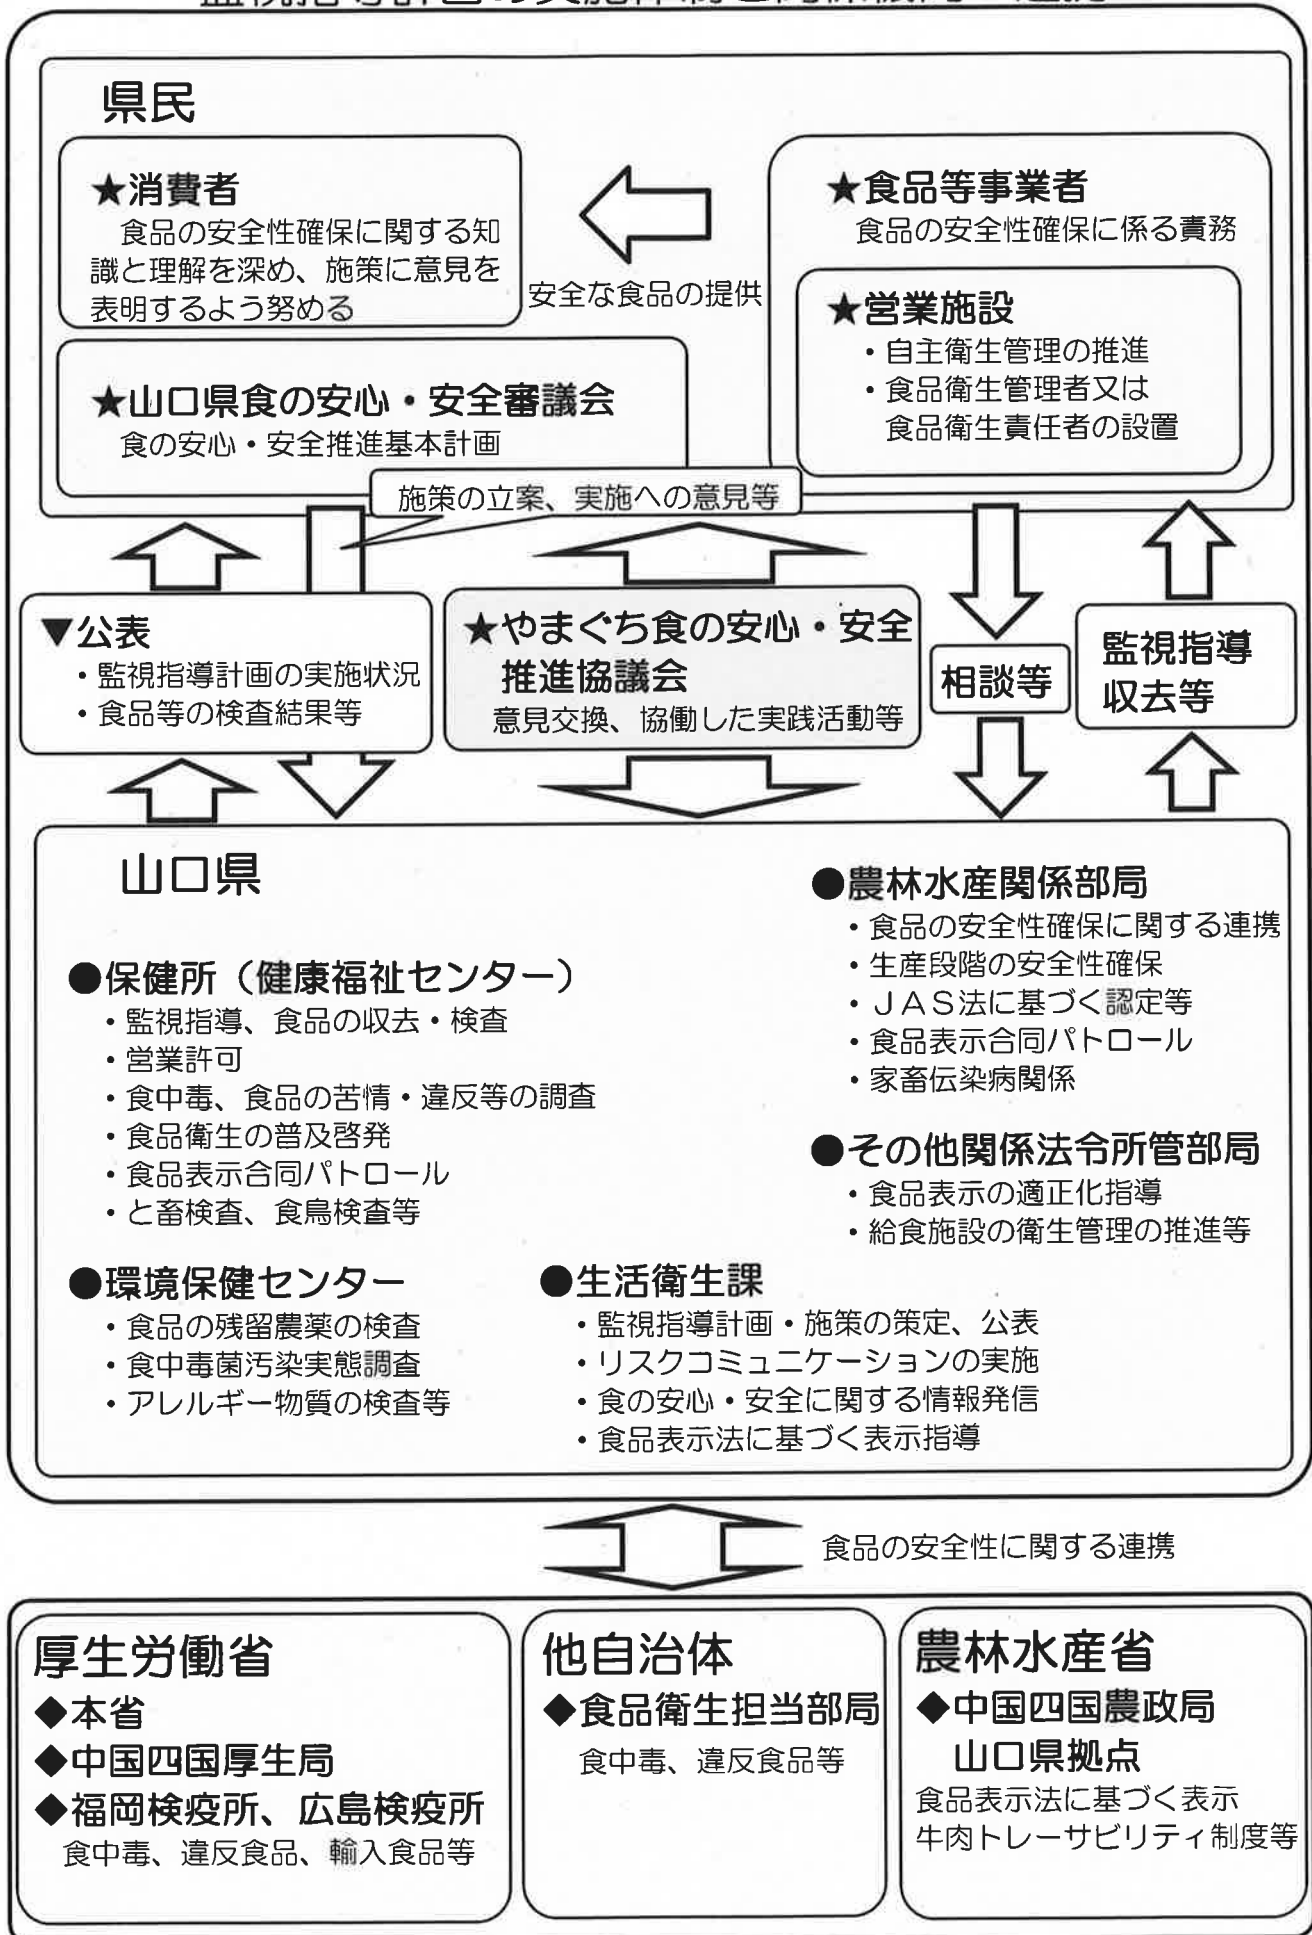 県民
★消費者
食品の安全性確保に関する知
識と理解を深め、施策に意見を
表明するよう努める
安全な食品の提供
★食品等事業者
食品の安全性確保に係る責務
★営業施設
・自主衛生管理の推進
・食品衛生管理者又は
食品衛生責任者の設置
★山口県食の安心・安全審議会
食の安心・安全推進基本計画
施策の立案、実施への意見等
▼公表
・監視指導計画の実施状況
・食品等の検査結果等
★やまぐち食の安心・安全
推進協議会
意見交換、協働した実践活動等
相談等
監視指導
収去等
山口県
●保健所（健康福祉センター）
・監視指導、食品の収去・検査
・営業許可
・食中毒、食品の苦情・違反等の調査
・食品衛生の普及啓発
・食品表示合同パトロール
・と畜検査、食鳥検査等
●農林水産関係部局
・食品の安全性確保に関する連携
・生産段階の安全性確保
・ＪＡＳ法に基づく認定等
・食品表示合同パトロール
・家畜伝染病関係
●その他関係法令所管部局
・食品表示の適正化指導
・給食施設の衛生管理の推進等
●環境保健センター
・食品の残留農薬の検査
・食中毒菌汚染実態調査
・アレルギー物質の検査等
●生活衛生課
・監視指導計画・施策の策定、公表
・リスクコミュニケーションの実施
・食の安心・安全に関する情報発信
・食品表示法に基づく表示指導
食品の安全性に関する連携
厚生労働省
◆本省
◆中国四国厚生局
◆福岡検疫所、広島検疫所
食中毒、違反食品、輸入食品等
他自治体
◆食品衛生担当部局
食中毒、違反食品等
農林水産省
◆中国四国農政局
山口県拠点
食品表示法に基づく表示
牛肉トレーサビリティ制度等